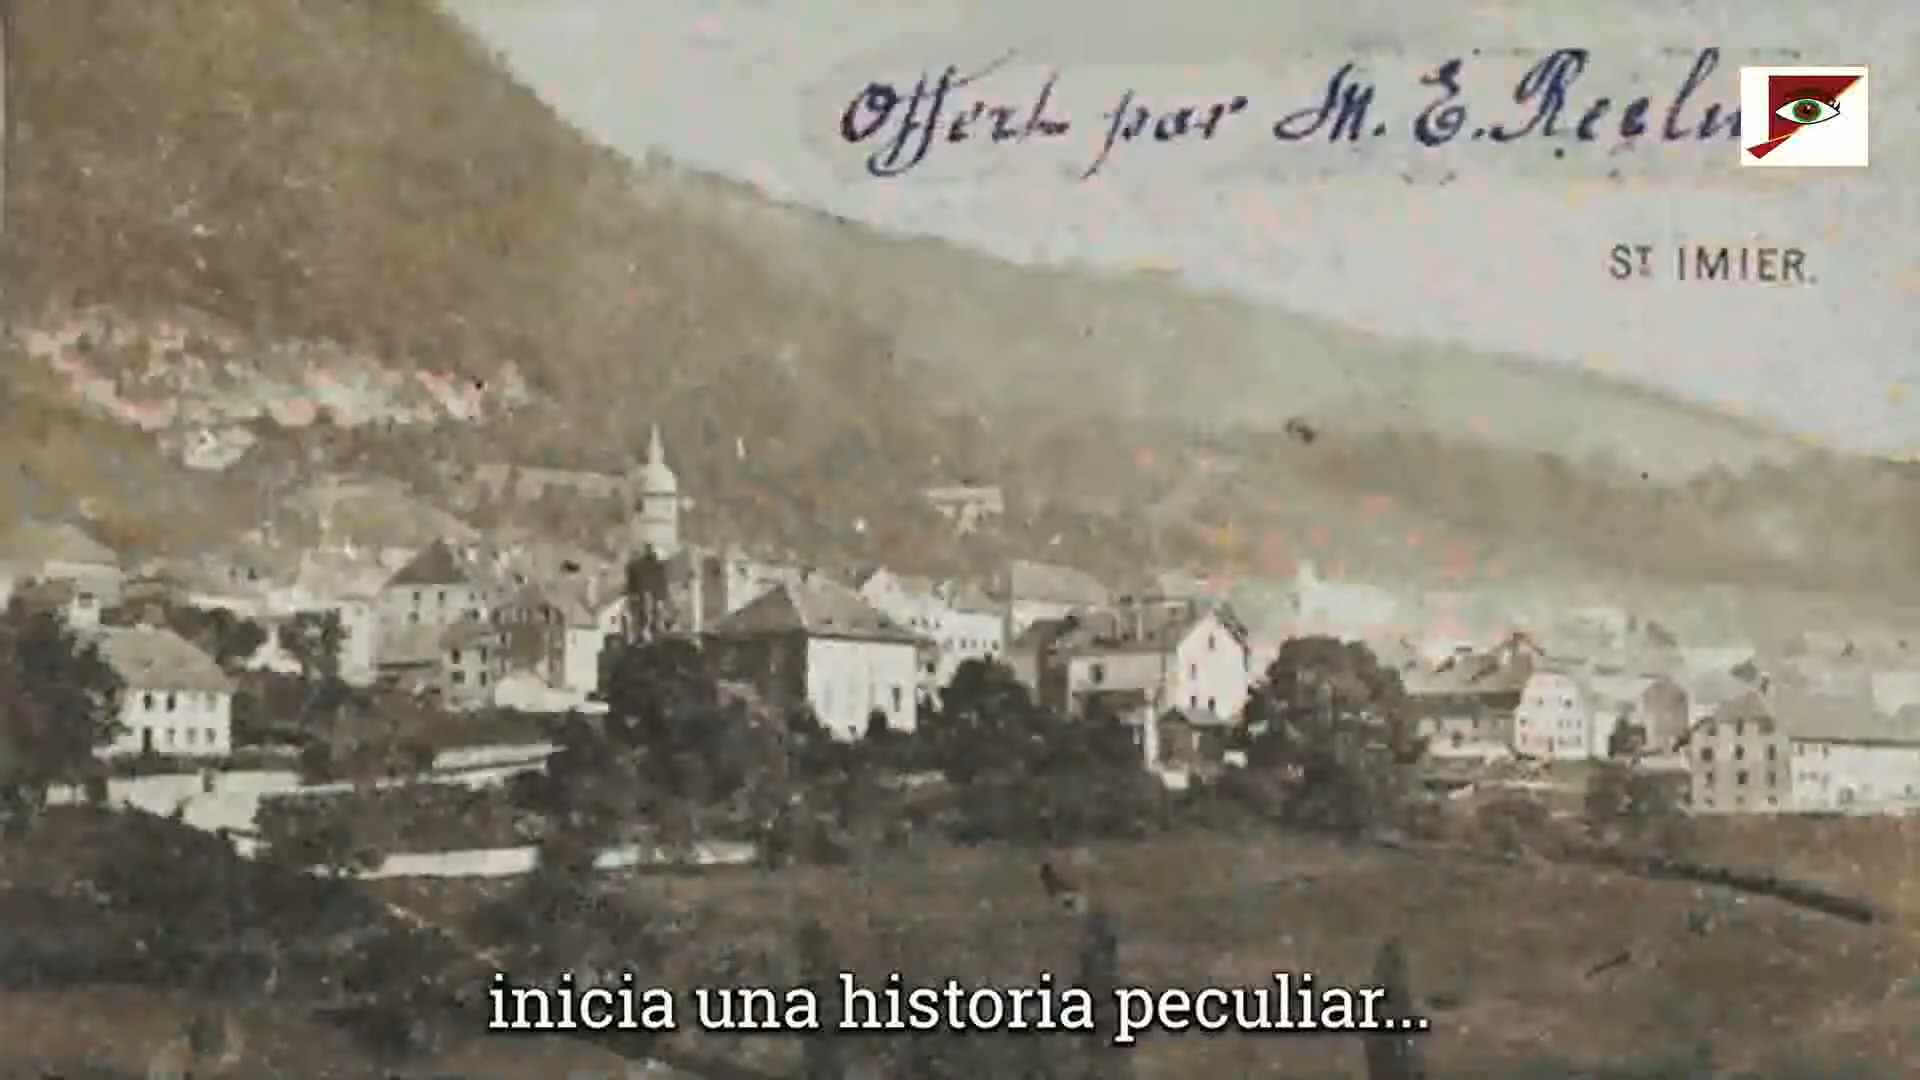 Offert par M. E. Reclu
ST IMIER.
inicia una historia peculiar...